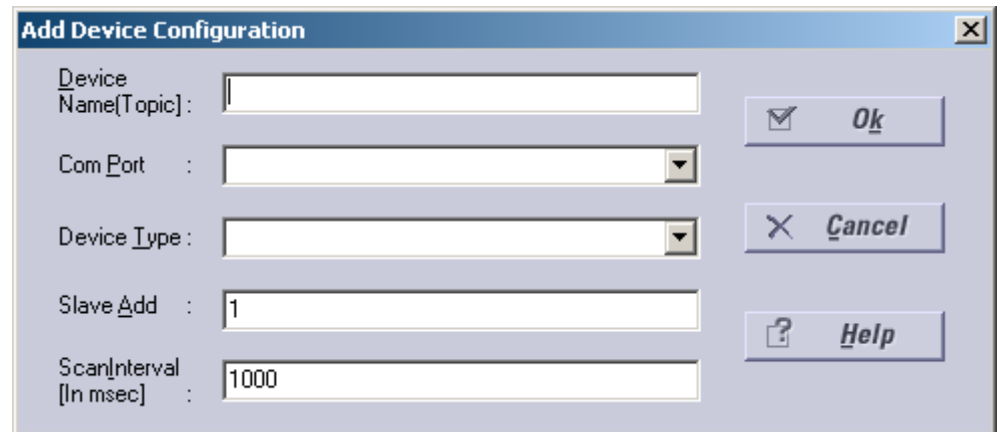 Add Device Configuration
Device
Name(Topic) :
Com Port :
Device Type :
Slave Add : 1
ScanInterval
[In msec] : 1000
Ok
Cancel
Help